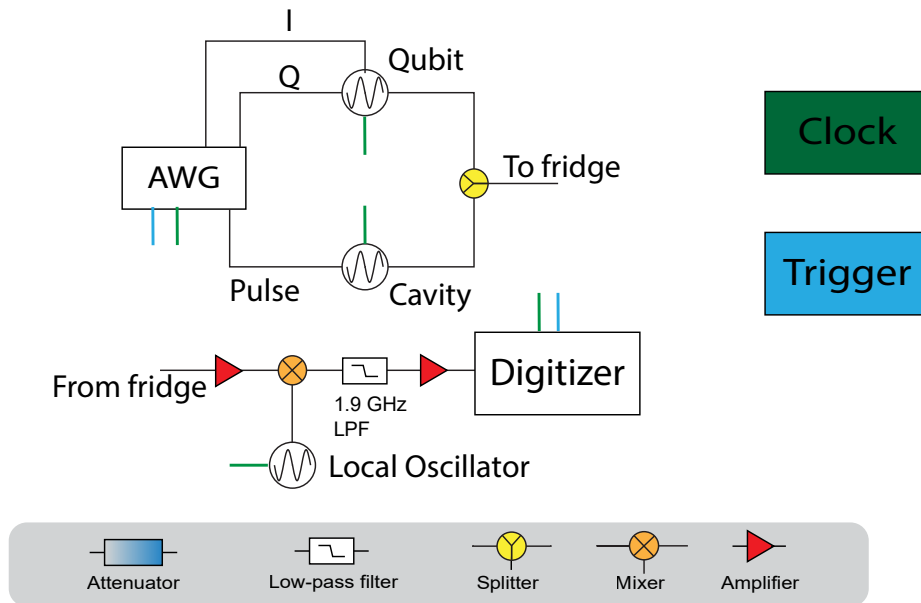 I
Qubit
Q
Clock
AWG
To fridge
Trigger
Pulse
Cavity
From fridge
Digitizer
1.9 GHz
LPF
Local Oscillator
Attenuator
Low-pass filter
Splitter
Mixer
Amplifier